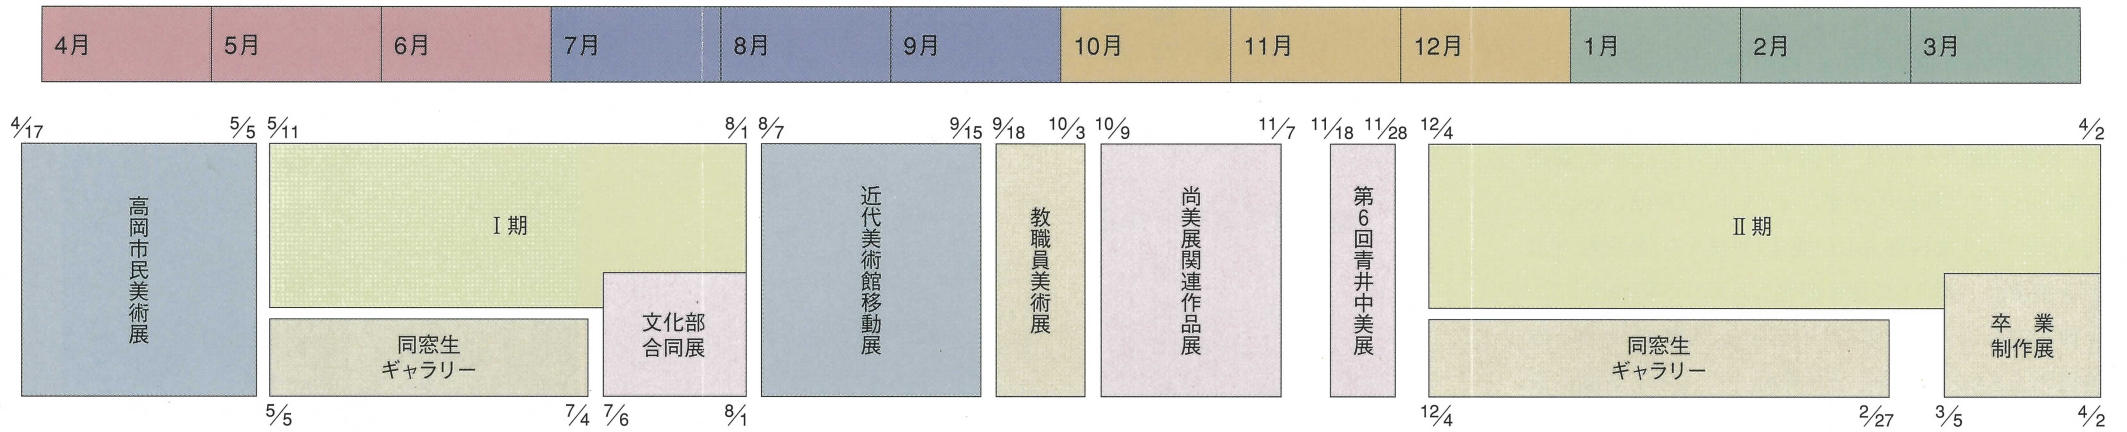 4月 5月 6月 7月 8月 9月 10月 11月 12月 1月 2月 3月
4/17 5/5 5/11 8/1 8/7 9/15 9/18 10/3 10/9 11/7 11/18 11/28 12/4 4/2
高岡市民美術展
Ⅰ期
同窓生
ギャラリー
文化部
合同展
近代美術館移動展
教職員美術展
尚美展関連作品展
第6回青井中美展
Ⅱ期
同窓生
ギャラリー
卒 業
制作展
5/5 7/4 7/6 8/1 12/4 2/27 3/5 4/2